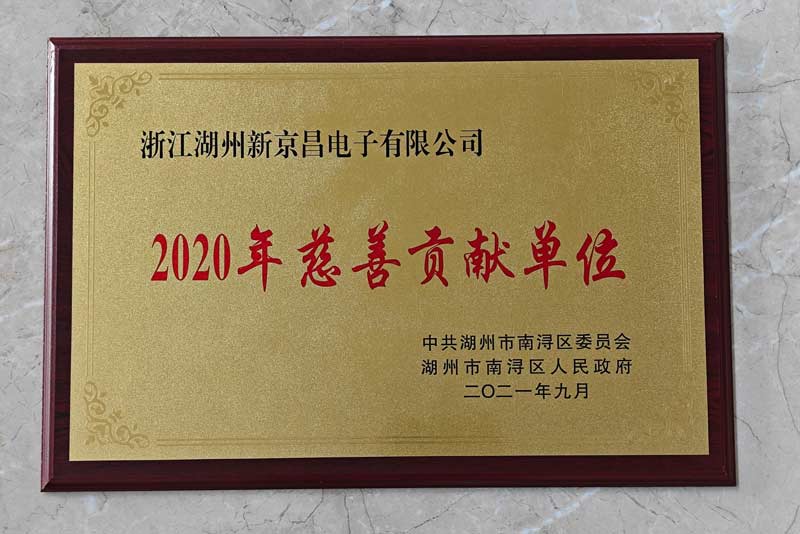 浙江湖州新京昌电子有限公司
2020年慈善贡献单位
中共湖州市南浔区委员会
湖州市南浔区人民政府
二〇二一年九月